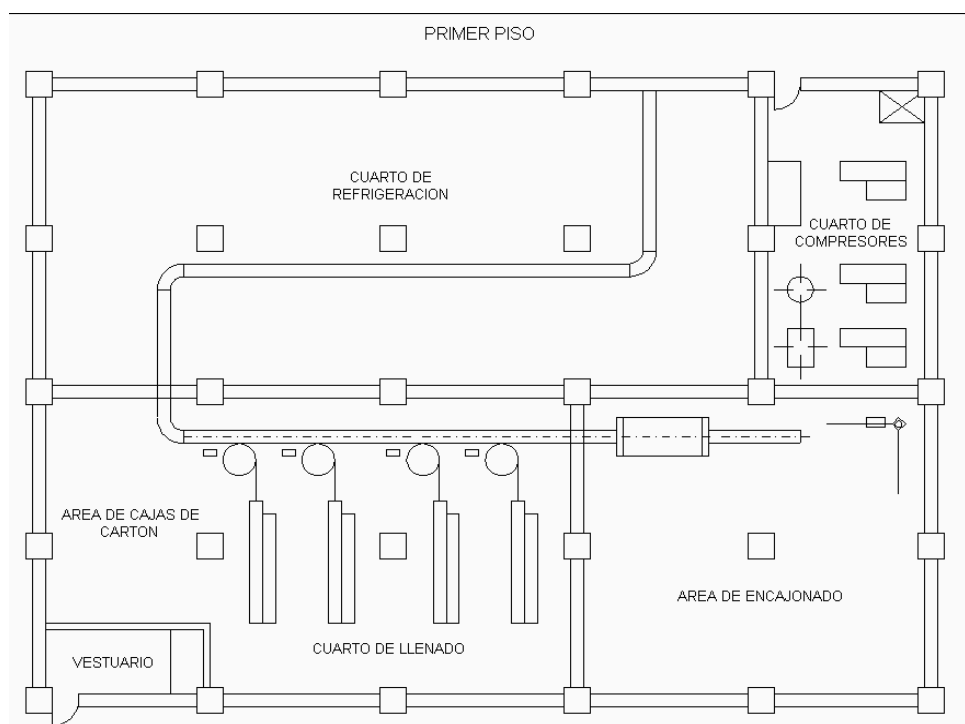 PRIMER PISO
CUARTO DE
REFRIGERACION
CUARTO DE
COMPRESORES
AREA DE CAJAS DE
CARTON
AREA DE ENCAJONADO
CUARTO DE LLENADO
VESTUARIO